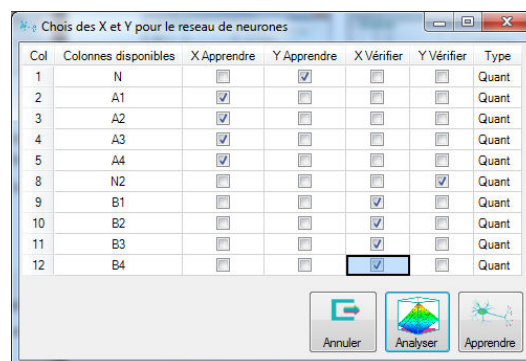 Chois des X et Y pour le reseau de neurones
Col Colonnes disponibles X Apprendre Y Apprendre X Vérifier Y Vérifier Type
1 N Quant
2 A1 Quant
3 A2 Quant
4 A3 Quant
5 A4 Quant
8 N2 Quant
9 B1 Quant
10 B2 Quant
11 B3 Quant
12 B4 Quant
Annuler Analyser Apprendre